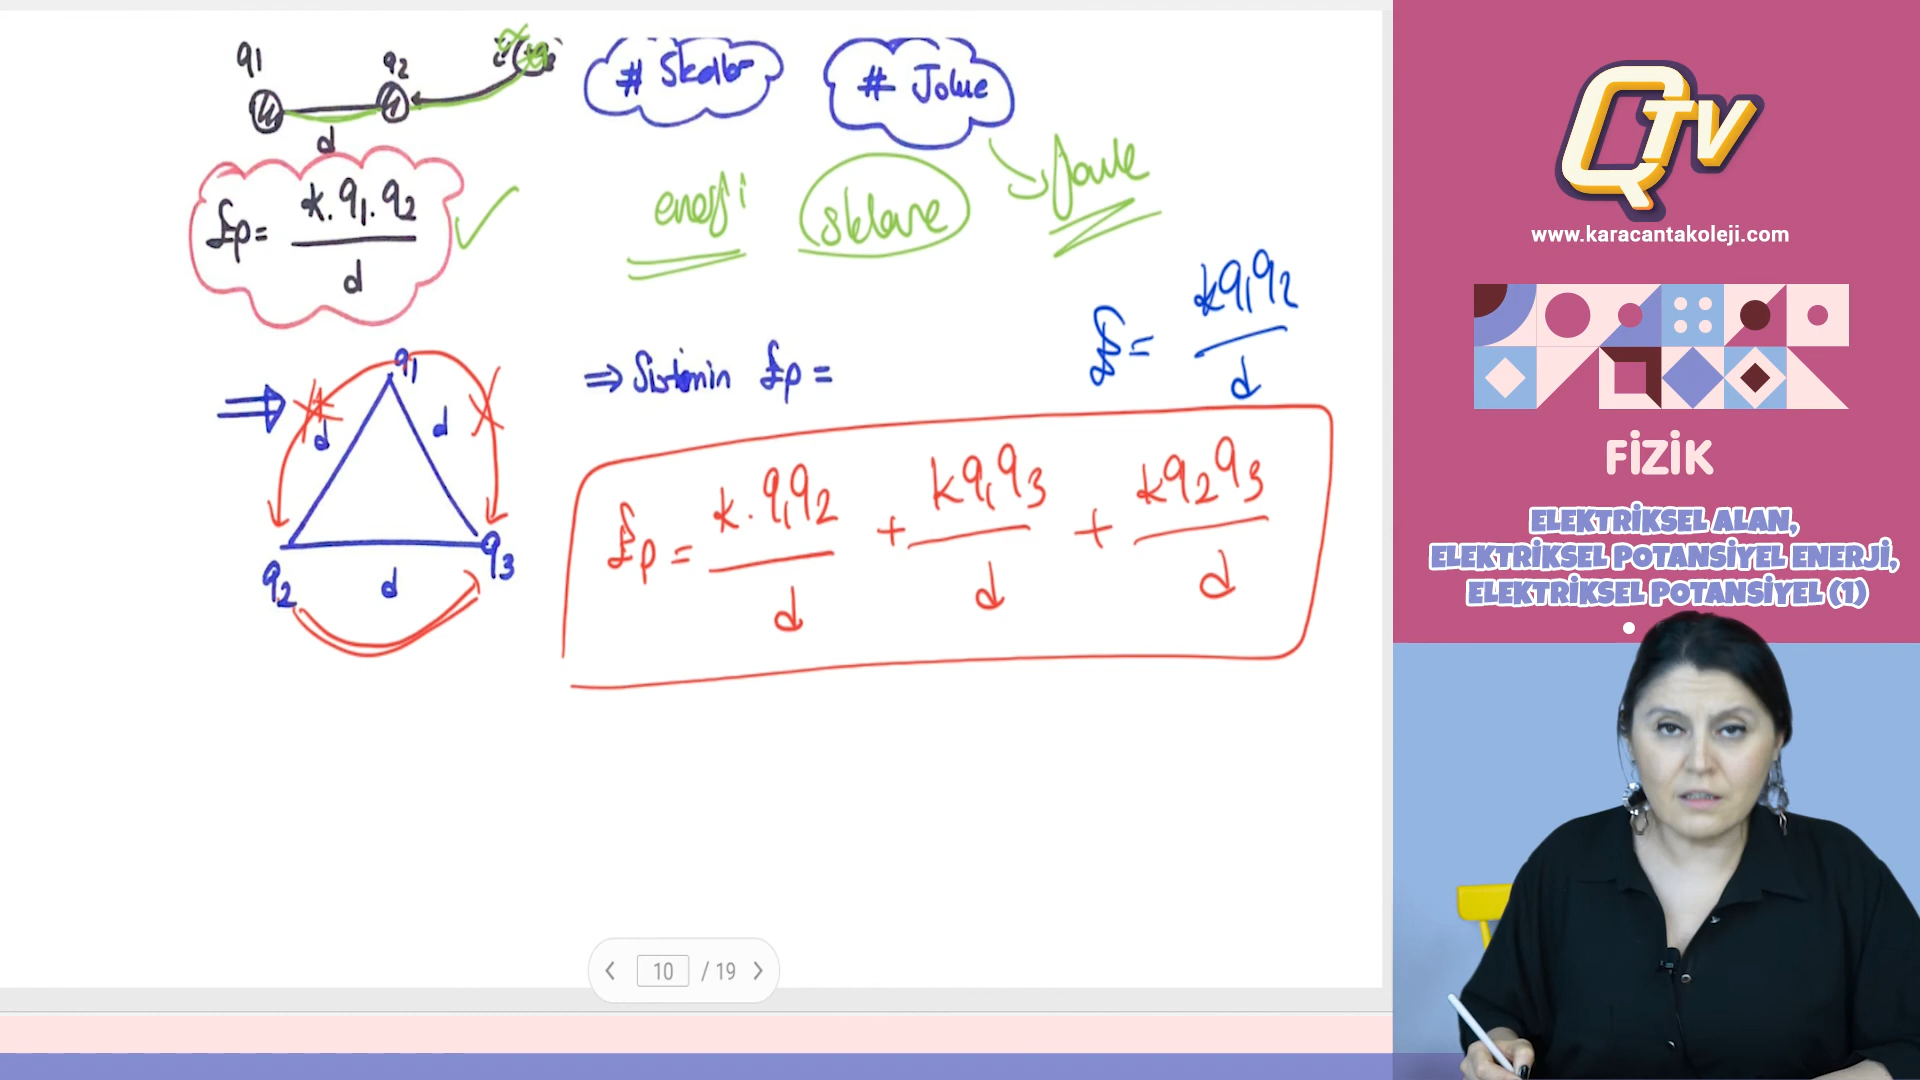 q1
q2
# Skaler
# Joule
d
Ep = k.q1.q2 / d
enerji
sklare
Joule
E = kq1q2 / d
q1
⇒ Sistemin Ep =
d
d
Ep = k.q1q2 / d + kq1q3 / d + kq2q3 / d
q2
d
q3
10 / 19
QTV
www.karacantakoleji.com
FİZİK
ELEKTRİKSEL ALAN,
ELEKTRİKSEL POTANSİYEL ENERJİ,
ELEKTRİKSEL POTANSİYEL (1)